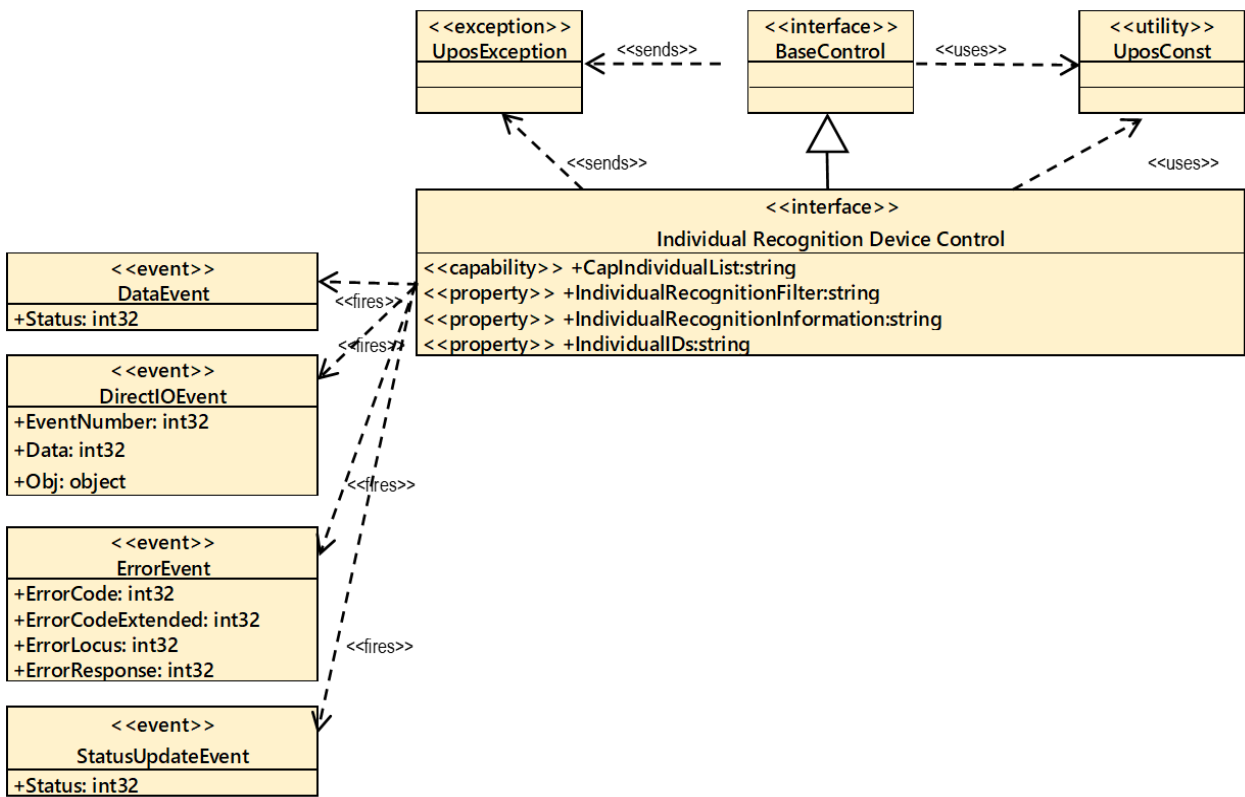 <<exception>>
UposException
<<sends>>
<<interface>>
BaseControl
<<uses>>
<<utility>>
UposConst
<<sends>>
<<uses>>
<<interface>>
Individual Recognition Device Control
<<capability>> +CapIndividualList:string
<<property>> +IndividualRecognitionFilter:string
<<property>> +IndividualRecognitionInformation:string
<<property>> +IndividualIDs:string
<<event>>
DataEvent
+Status: int32
<<fires>>
<<event>>
DirectIOEvent
+EventNumber: int32
+Data: int32
+Obj: object
<<fires>>
<<event>>
ErrorEvent
+ErrorCode: int32
+ErrorCodeExtended: int32
+ErrorLocus: int32
+ErrorResponse: int32
<<fires>>
<<event>>
StatusUpdateEvent
+Status: int32
<<fires>>